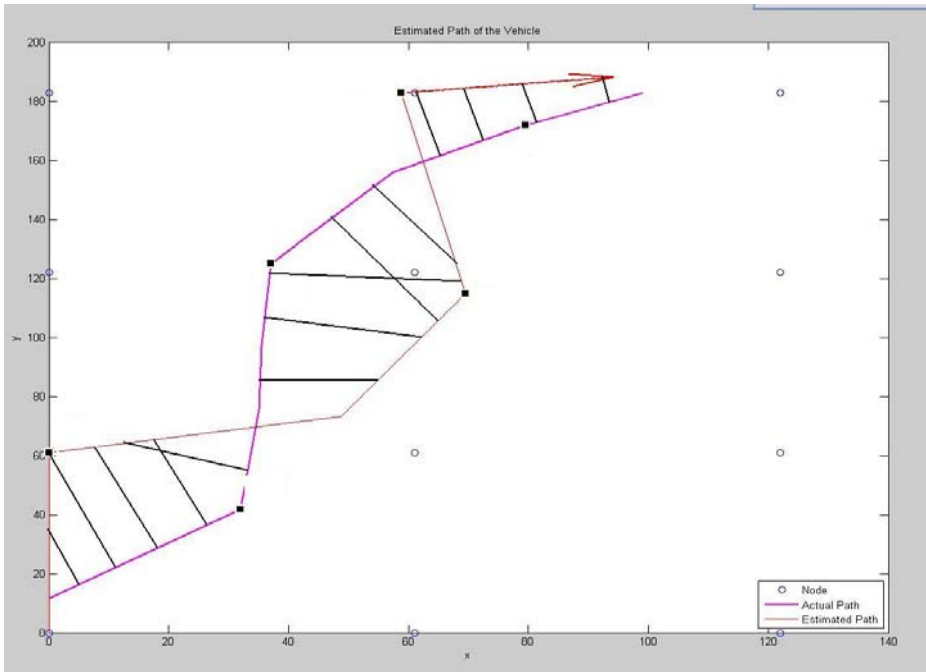 Estimated Path of the Vehicle
200
180
160
140
120
100
80
60
40
20
0
y
0 20 40 60 80 100 120 140
x
Node
Actual Path
Estimated Path